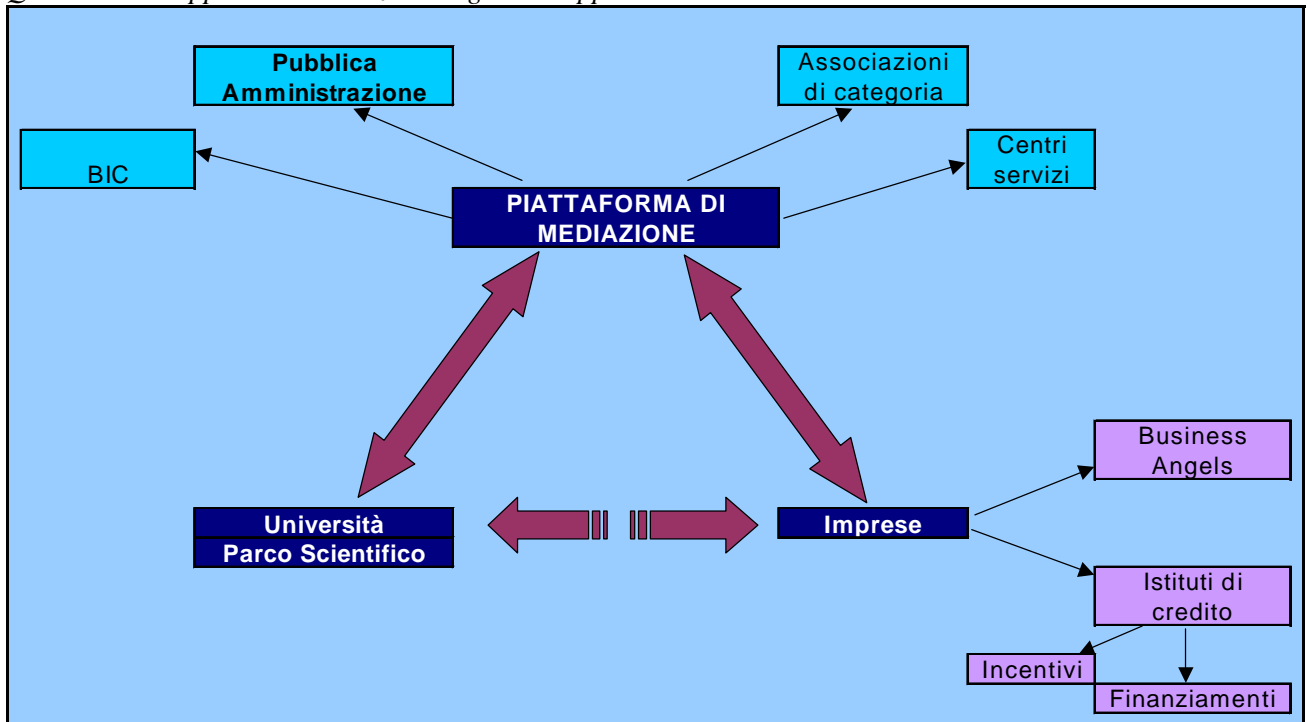 Pubblica
Amministrazione
Associazioni
di categoria
BIC
Centri
servizi
PIATTAFORMA DI
MEDIAZIONE
Business
Angels
Università
Parco Scientifico
Imprese
Istituti di
credito
Incentivi
Finanziamenti